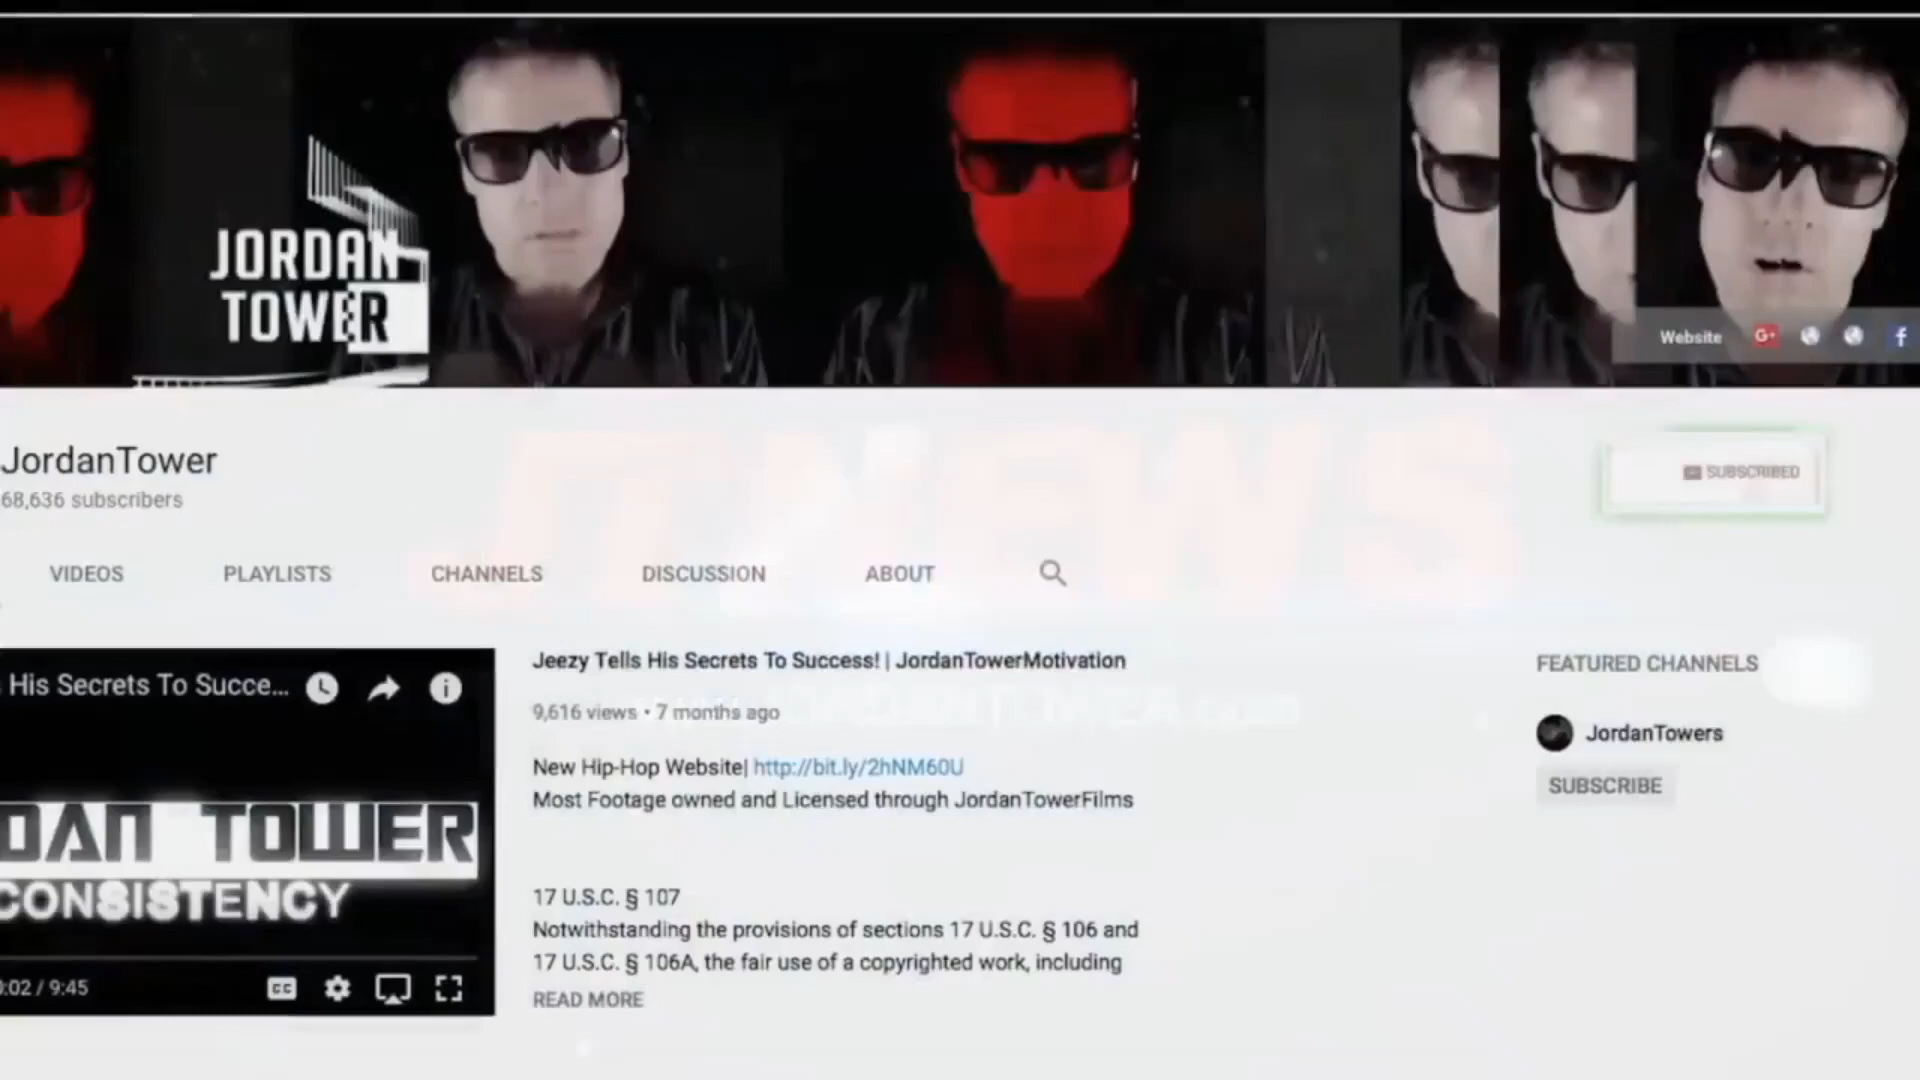 JORDAN
TOWER
Website
JordanTower
68,636 subscribers
SUBSCRIBED
JTNEWS
VIDEOS PLAYLISTS CHANNELS DISCUSSION ABOUT
His Secrets To Succe...
DAN TOWER
CONSISTENCY
0:02 / 9:45
CC
Jeezy Tells His Secrets To Success! | JordanTowerMotivation
9,616 views • 7 months ago
New Hip-Hop Website| http://bit.ly/2hNM60U
Most Footage owned and Licensed through JordanTowerFilms
17 U.S.C. § 107
Notwithstanding the provisions of sections 17 U.S.C. § 106 and
17 U.S.C. § 106A, the fair use of a copyrighted work, including
READ MORE
FEATURED CHANNELS
JordanTowers
SUBSCRIBE